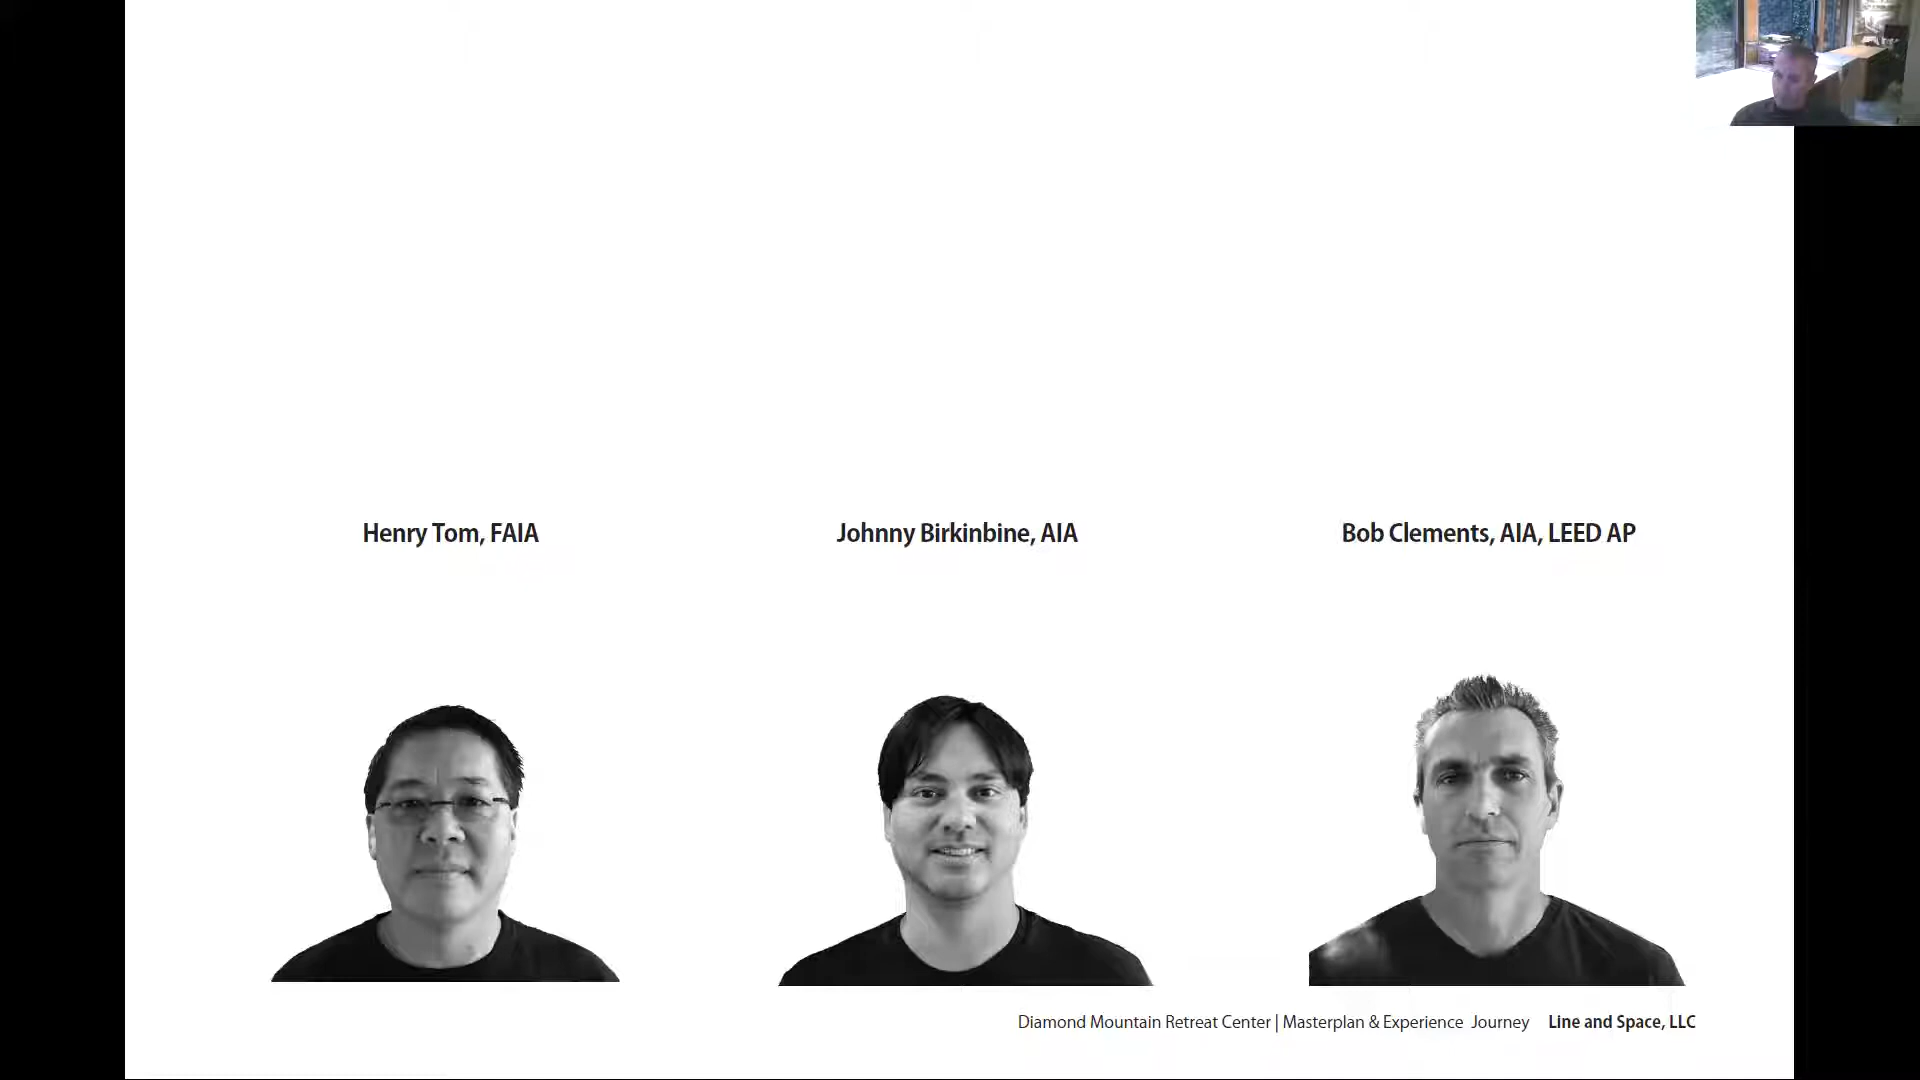 Henry Tom, FAIA
Johnny Birkinbine, AIA
Bob Clements, AIA, LEED AP
Diamond Mountain Retreat Center | Masterplan & Experience Journey Line and Space, LLC